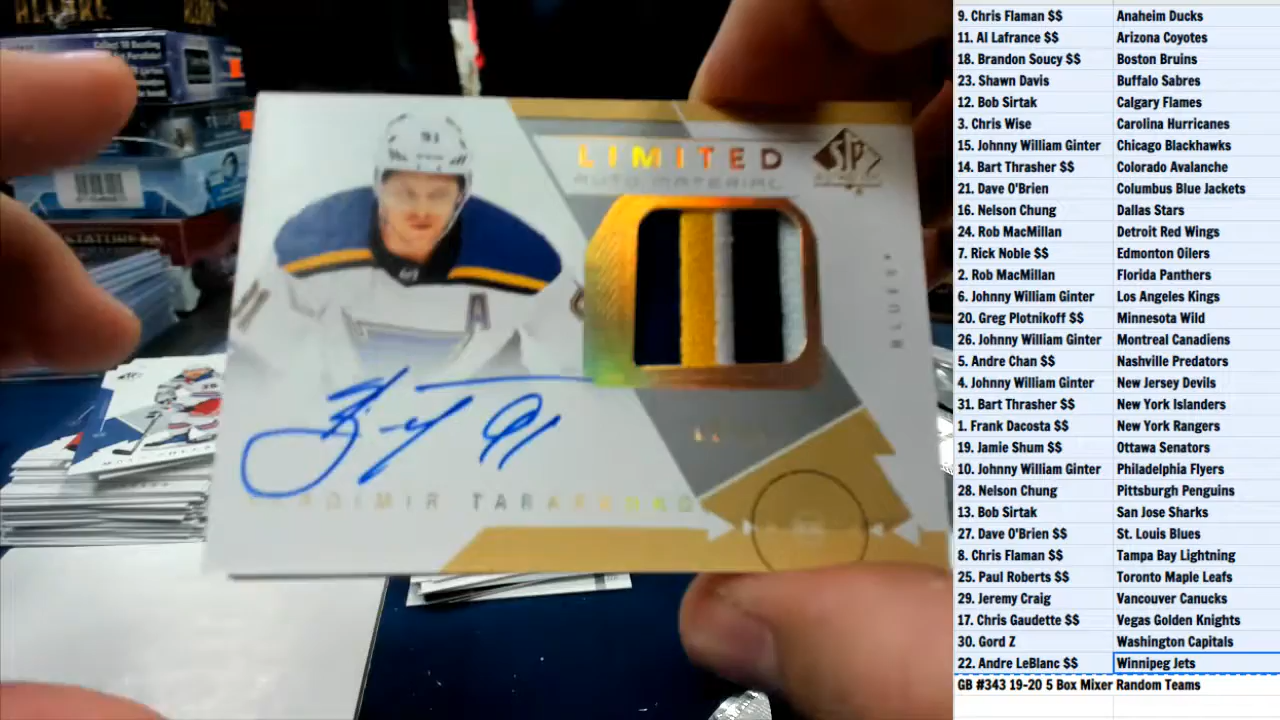 LIMITED
AUTO MATERIAL
SP
91
A
BLUES
91
9. Chris Flaman $$ Anaheim Ducks
11. Al Lafrance $$ Arizona Coyotes
18. Brandon Soucy $$ Boston Bruins
23. Shawn Davis Buffalo Sabres
12. Bob Sirtak Calgary Flames
3. Chris Wise Carolina Hurricanes
15. Johnny William Ginter Chicago Blackhawks
14. Bart Thrasher $$ Colorado Avalanche
21. Dave O'Brien Columbus Blue Jackets
16. Nelson Chung Dallas Stars
24. Rob MacMillan Detroit Red Wings
7. Rick Noble $$ Edmonton Oilers
2. Rob MacMillan Florida Panthers
6. Johnny William Ginter Los Angeles Kings
20. Greg Plotnikoff $$ Minnesota Wild
26. Johnny William Ginter Montreal Canadiens
5. Andre Chan $$ Nashville Predators
4. Johnny William Ginter New Jersey Devils
31. Bart Thrasher $$ New York Islanders
1. Frank Dacosta $$ New York Rangers
19. Jamie Shum $$ Ottawa Senators
10. Johnny William Ginter Philadelphia Flyers
28. Nelson Chung Pittsburgh Penguins
13. Bob Sirtak San Jose Sharks
27. Dave O'Brien $$ St. Louis Blues
8. Chris Flaman $$ Tampa Bay Lightning
25. Paul Roberts $$ Toronto Maple Leafs
29. Jeremy Craig Vancouver Canucks
17. Chris Gaudette $$ Vegas Golden Knights
30. Gord Z Washington Capitals
22. Andre LeBlanc $$ Winnipeg Jets
GB #343 19-20 5 Box Mixer Random Teams